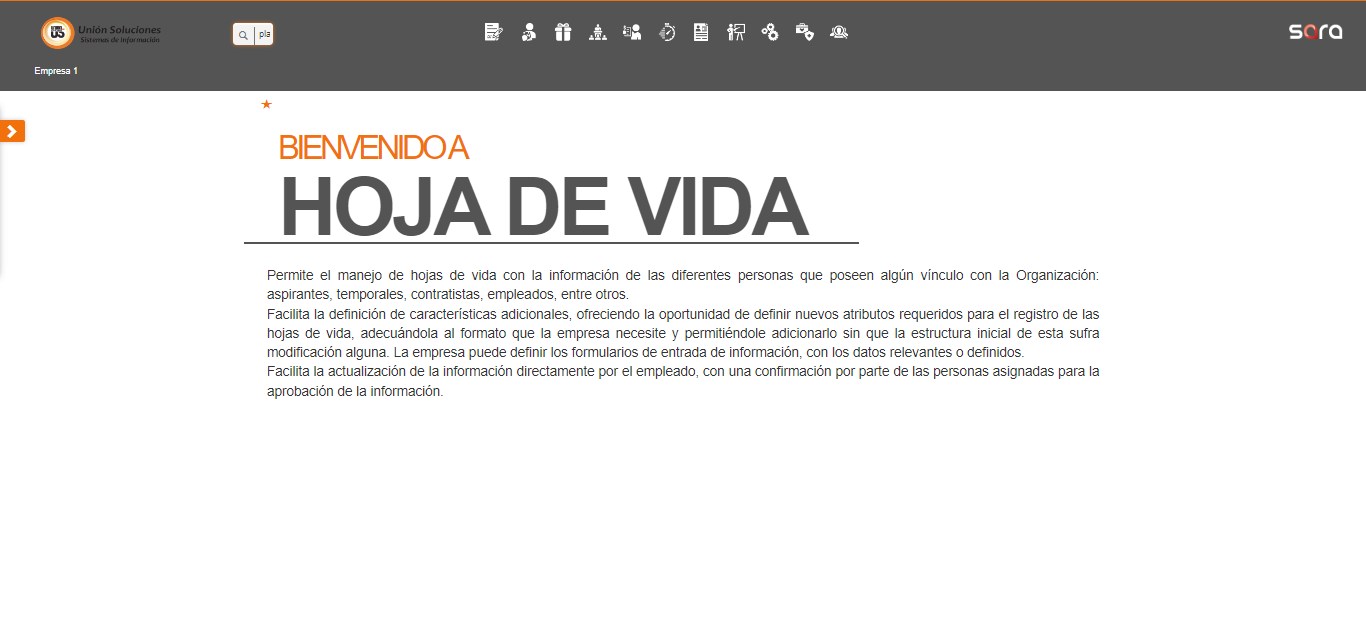 US
Unión Soluciones
Sistemas de Información
pla
sora
Empresa 1
BIENVENIDO A
HOJA DE VIDA
Permite el manejo de hojas de vida con la información de las diferentes personas que poseen algún vínculo con la Organización:
aspirantes, temporales, contratistas, empleados, entre otros.
Facilita la definición de características adicionales, ofreciendo la oportunidad de definir nuevos atributos requeridos para el registro de las
hojas de vida, adecuándola al formato que la empresa necesite y permitiéndole adicionarlo sin que la estructura inicial de esta sufra
modificación alguna. La empresa puede definir los formularios de entrada de información, con los datos relevantes o definidos.
Facilita la actualización de la información directamente por el empleado, con una confirmación por parte de las personas asignadas para la
aprobación de la información.